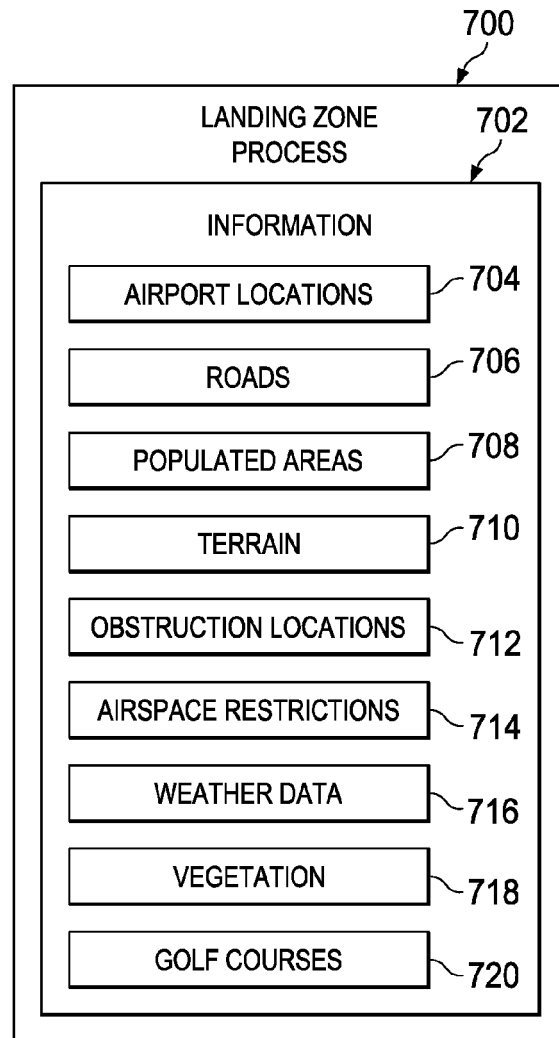 700
LANDING ZONE
PROCESS
702
INFORMATION
AIRPORT LOCATIONS 704
ROADS 706
POPULATED AREAS 708
TERRAIN 710
OBSTRUCTION LOCATIONS 712
AIRSPACE RESTRICTIONS 714
WEATHER DATA 716
VEGETATION 718
GOLF COURSES 720